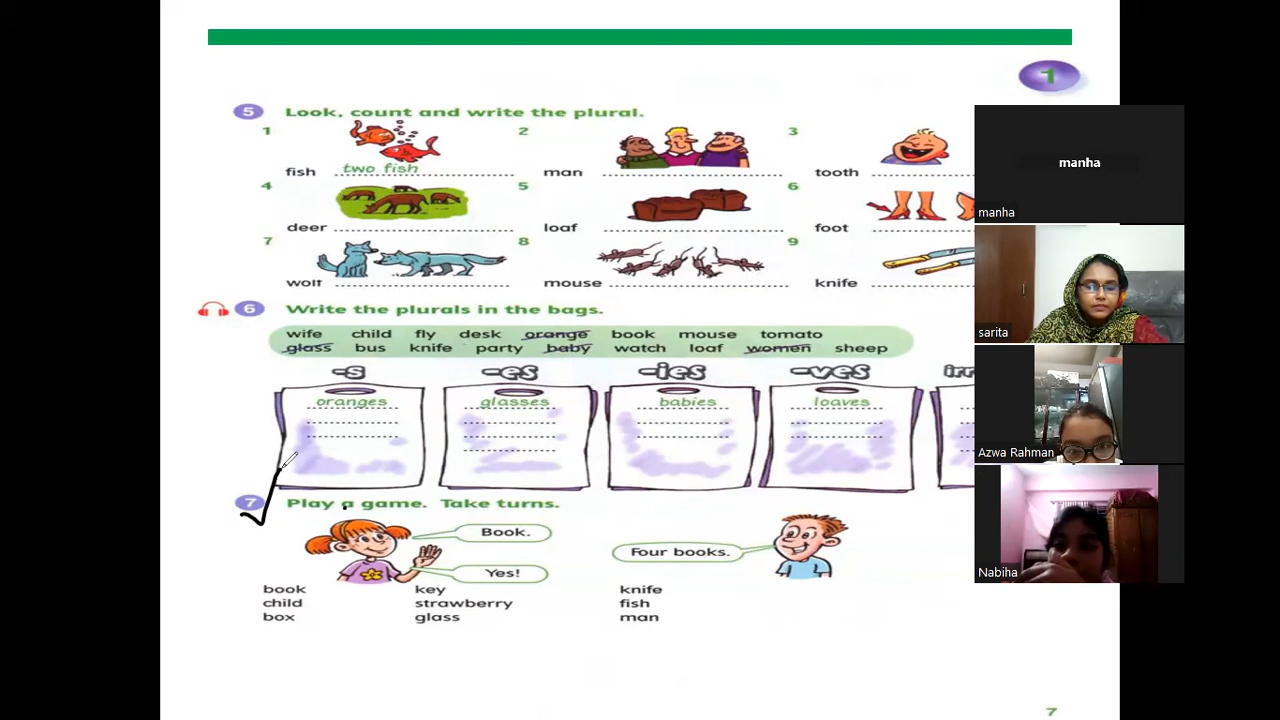 1
5 Look, count and write the plural.
1 2 3
fish two fish man tooth
4 5 6
deer loaf foot
7 8 9
wolf mouse knife
6 Write the plurals in the bags.
wife child fly desk orange book mouse tomato
glass bus knife party baby watch loaf women sheep
-s -es -ies -ves irr
oranges glasses babies loaves
7 Play a game. Take turns.
Book.
Four books.
Yes!
book key knife
child strawberry fish
box glass man
7
manha
manha
sarita
Azwa Rahman
Nabiha